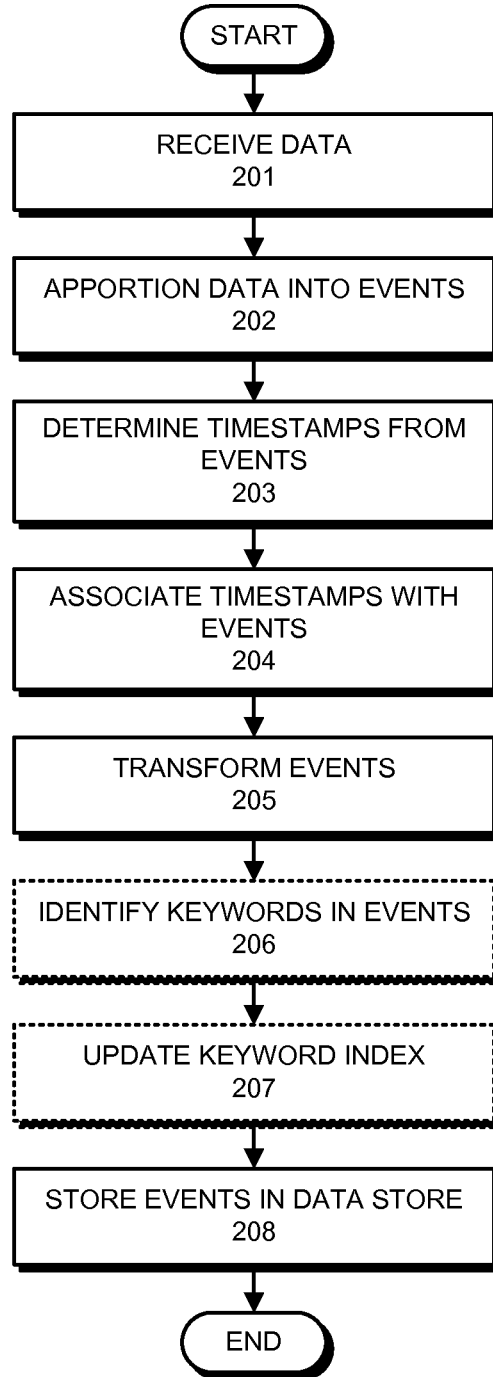 START
RECEIVE DATA
201
APPORTION DATA INTO EVENTS
202
DETERMINE TIMESTAMPS FROM
EVENTS
203
ASSOCIATE TIMESTAMPS WITH
EVENTS
204
TRANSFORM EVENTS
205
IDENTIFY KEYWORDS IN EVENTS
206
UPDATE KEYWORD INDEX
207
STORE EVENTS IN DATA STORE
208
END